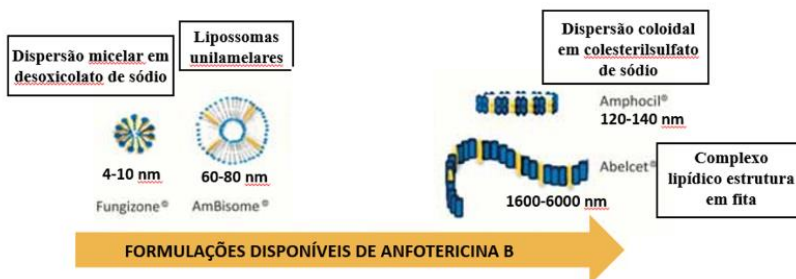 Dispersão micelar em
desoxicolato de sódio
Lipossomas
unilamelares
Dispersão coloidal
em colesterilsulfato
de sódio
4-10 nm
Fungizone®
60-80 nm
AmBisome®
Amphocil®
120-140 nm
Abelcet®
1600-6000 nm
Complexo
lipídico estrutura
em fita
FORMULAÇÕES DISPONÍVEIS DE ANFOTERICINA B